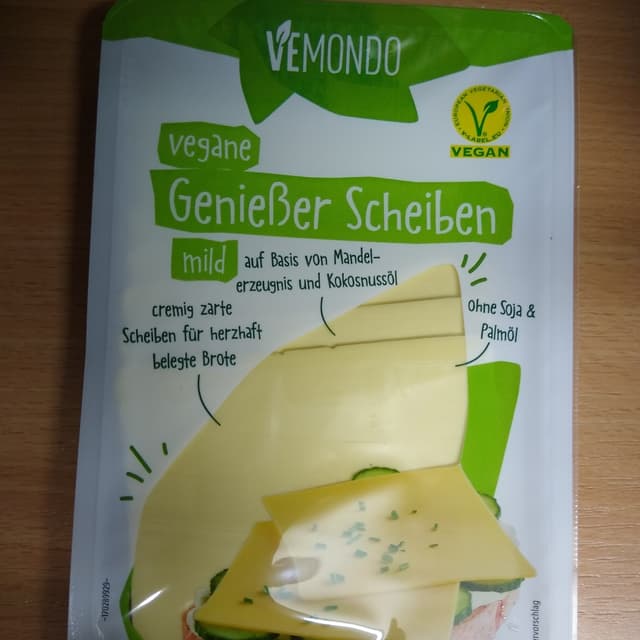 VEMONDO
EUROPEAN VEGETARIAN UNION
V-LABEL.EU
VEGAN
vegane
Genießer Scheiben
mild
auf Basis von Mandel-
erzeugnis und Kokosnussöl
cremig zarte
Scheiben für herzhaft
belegte Brote
Ohne Soja &
Palmöl